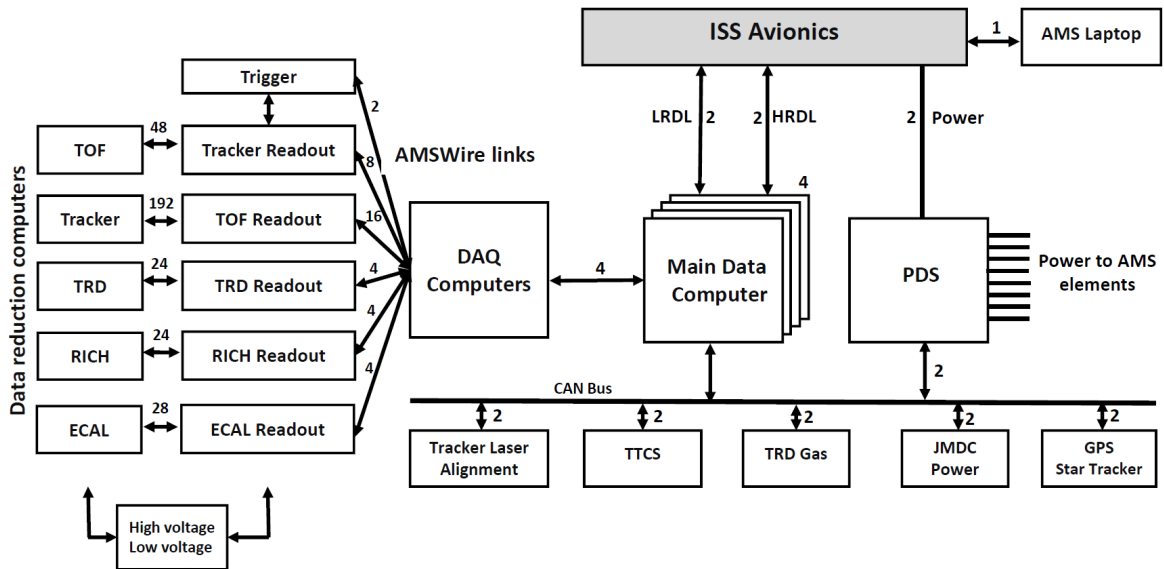 ISS Avionics
1
AMS Laptop
Trigger
2
LRDL
2
2
HRDL
2
Power
48
TOF
Tracker Readout
8
AMSWire links
192
Tracker
TOF Readout
16
4
DAQ
Computers
4
Main Data
Computer
PDS
Power to AMS
elements
24
TRD
TRD Readout
4
24
RICH
RICH Readout
4
28
ECAL
ECAL Readout
4
Data reduction computers
2
CAN Bus
2
Tracker Laser
Alignment
2
TTCS
2
TRD Gas
2
JMDC
Power
2
GPS
Star Tracker
High voltage
Low voltage